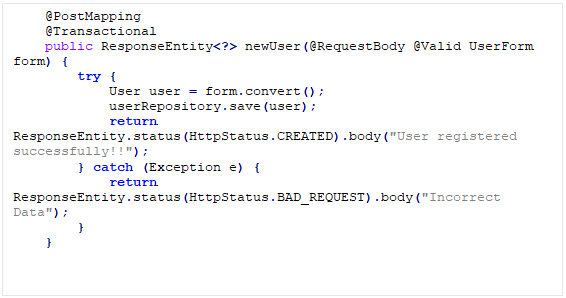 @PostMapping
@Transactional
public ResponseEntity<?> newUser(@RequestBody @Valid UserForm
form) {
try {
User user = form.convert();
userRepository.save(user);
return
ResponseEntity.status(HttpStatus.CREATED).body("User registered
successfully!!");
} catch (Exception e) {
return
ResponseEntity.status(HttpStatus.BAD_REQUEST).body("Incorrect
Data");
}
}